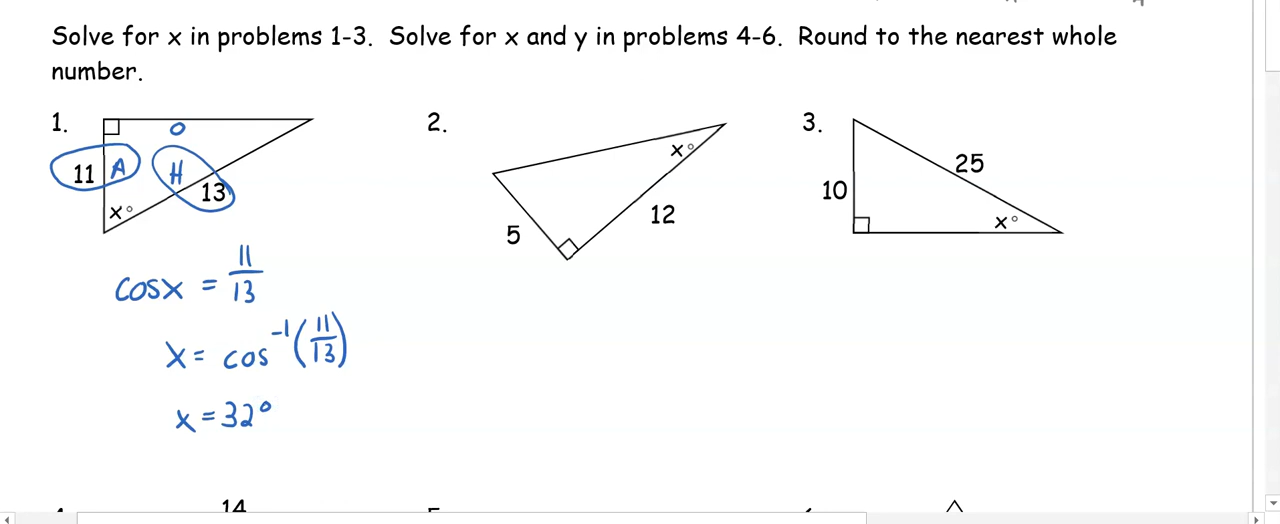 Solve for x in problems 1-3. Solve for x and y in problems 4-6. Round to the nearest whole
number.
1.
O
11 A H
13
x°
cosx = 11/13
x = cos⁻¹(11/13)
x = 32°
2.
x°
12
5
3.
25
10
x°
14